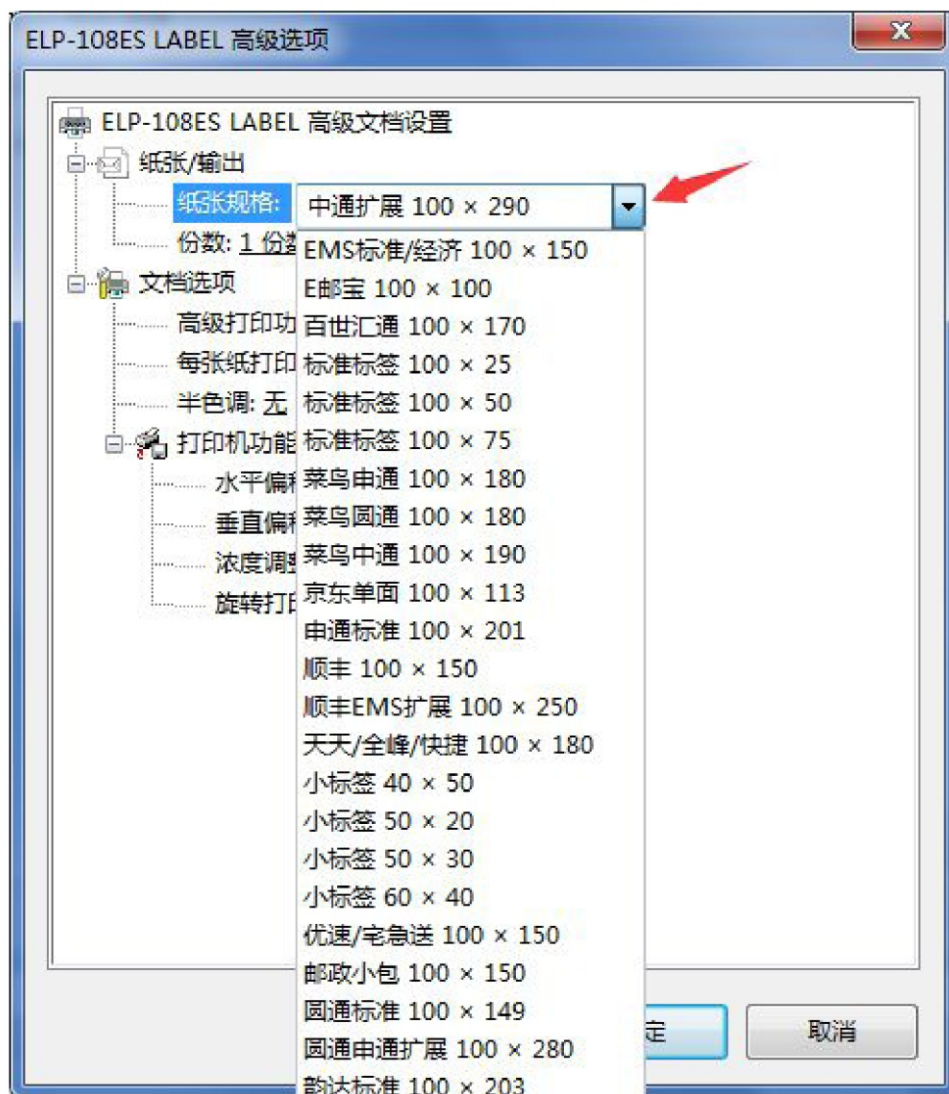 ELP-108ES LABEL 高级选项
ELP-108ES LABEL 高级文档设置
纸张/输出
纸张规格: 中通扩展 100 × 290
份数: 1 份数
EMS标准/经济 100 × 150
文档选项
E邮宝 100 × 100
高级打印功
百世汇通 100 × 170
每张纸打印
标准标签 100 × 25
半色调: 无
标准标签 100 × 50
打印机功能
标准标签 100 × 75
水平偏
菜鸟申通 100 × 180
垂直偏
菜鸟圆通 100 × 180
浓度调
菜鸟中通 100 × 190
旋转打
京东单面 100 × 113
申通标准 100 × 201
顺丰 100 × 150
顺丰EMS扩展 100 × 250
天天/全峰/快捷 100 × 180
小标签 40 × 50
小标签 50 × 20
小标签 50 × 30
小标签 60 × 40
优速/宅急送 100 × 150
邮政小包 100 × 150
圆通标准 100 × 149
圆通申通扩展 100 × 280
韵达标准 100 × 203
定
取消